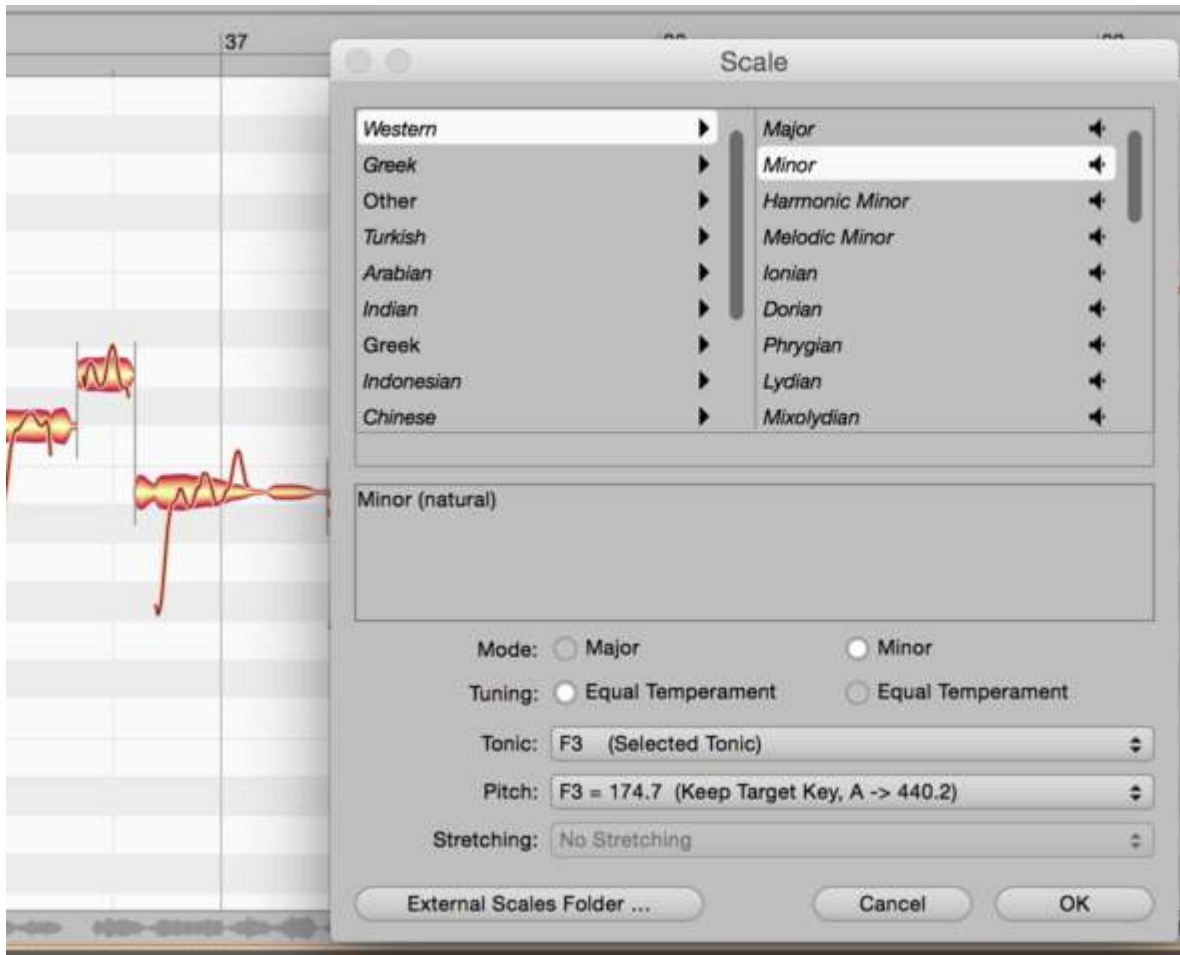 37
Scale
Western
Greek
Other
Turkish
Arabian
Indian
Greek
Indonesian
Chinese
Major
Minor
Harmonic Minor
Melodic Minor
Ionian
Dorian
Phrygian
Lydian
Mixolydian
Minor (natural)
Mode: Major Minor
Tuning: Equal Temperament Equal Temperament
Tonic: F3 (Selected Tonic)
Pitch: F3 = 174.7 (Keep Target Key, A -> 440.2)
Stretching: No Stretching
External Scales Folder ... Cancel OK